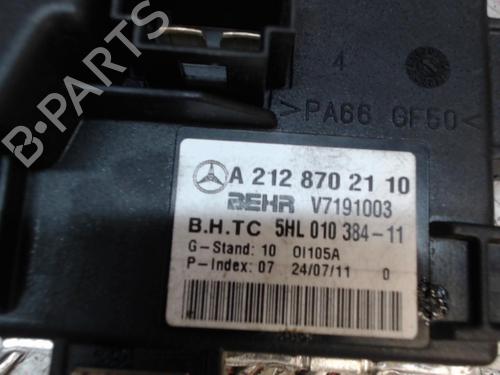 4
>PA66 GF50<
A 212 870 21 10
BEHR V7191003
B.H.TC 5HL 010 384-11
G-Stand: 10 OI105A
P-Index: 07 24/07/11 0
B-PARTS